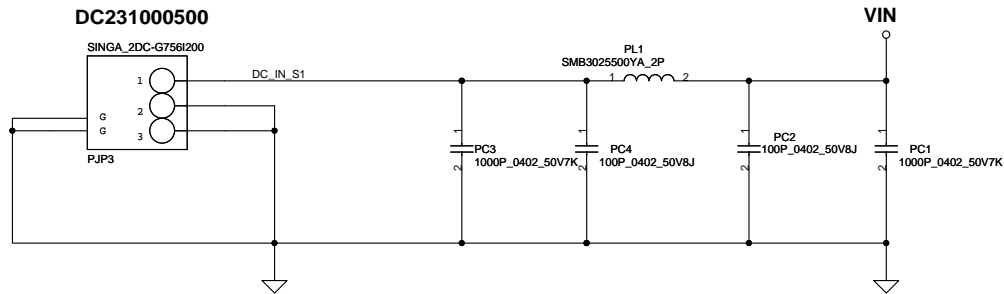 DC231000500
VIN
SINGA_2DC-G756I200
PL1
SMB3025500YA_2P
1
DC_IN_S1
1
2
2
G
G
3
PJP3
1
1
1
1
PC3
1000P_0402_50V7K
PC4
100P_0402_50V8J
PC2
100P_0402_50V8J
PC1
1000P_0402_50V7K
2
2
2
2